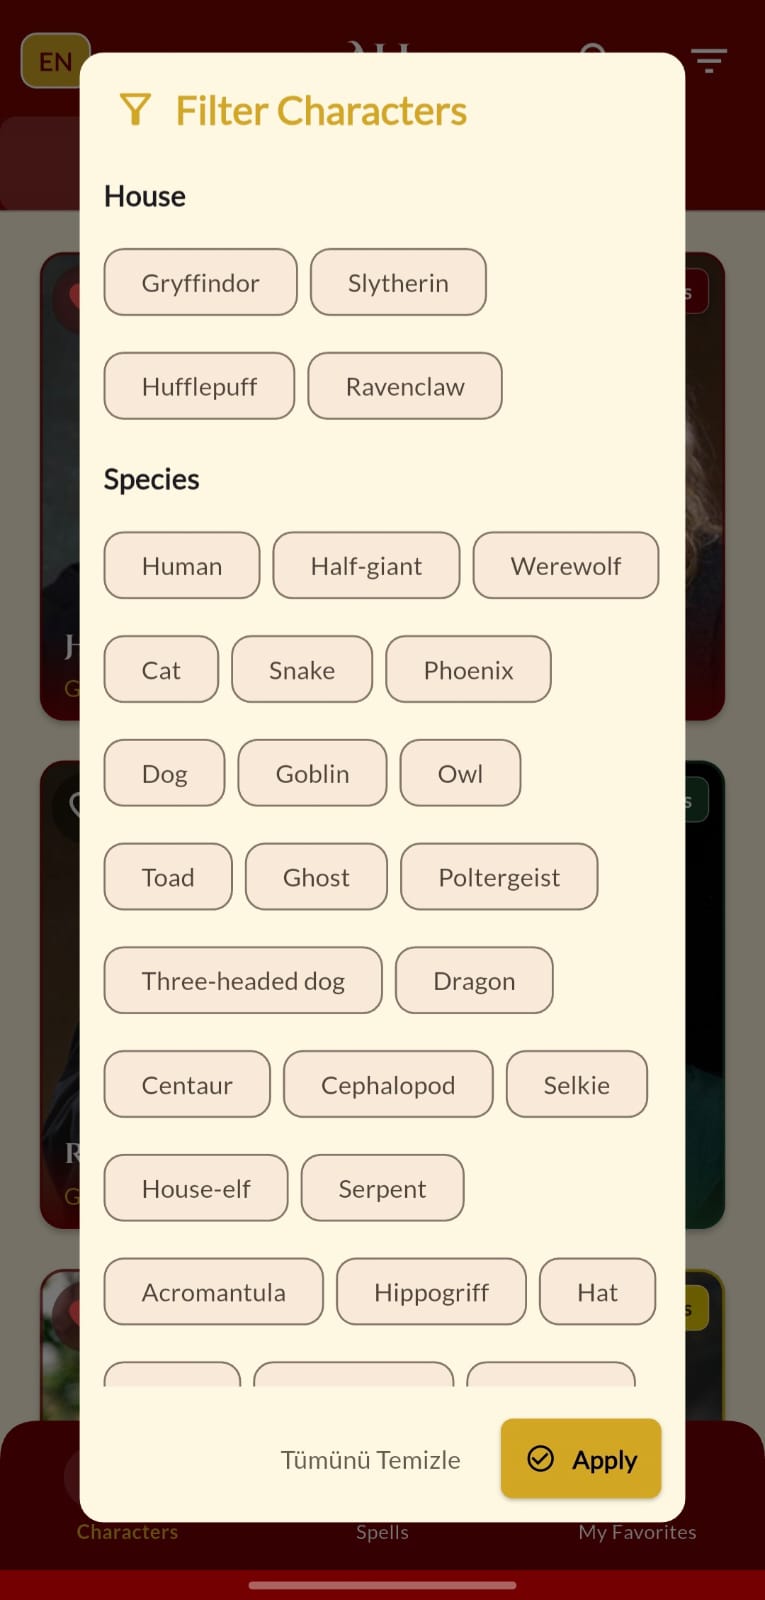 EN
Filter Characters
House
Gryffindor Slytherin
Hufflepuff Ravenclaw
Species
Human Half-giant Werewolf
Cat Snake Phoenix
Dog Goblin Owl
Toad Ghost Poltergeist
Three-headed dog Dragon
Centaur Cephalopod Selkie
House-elf Serpent
Acromantula Hippogriff Hat
Tümünü Temizle Apply
Characters Spells My Favorites